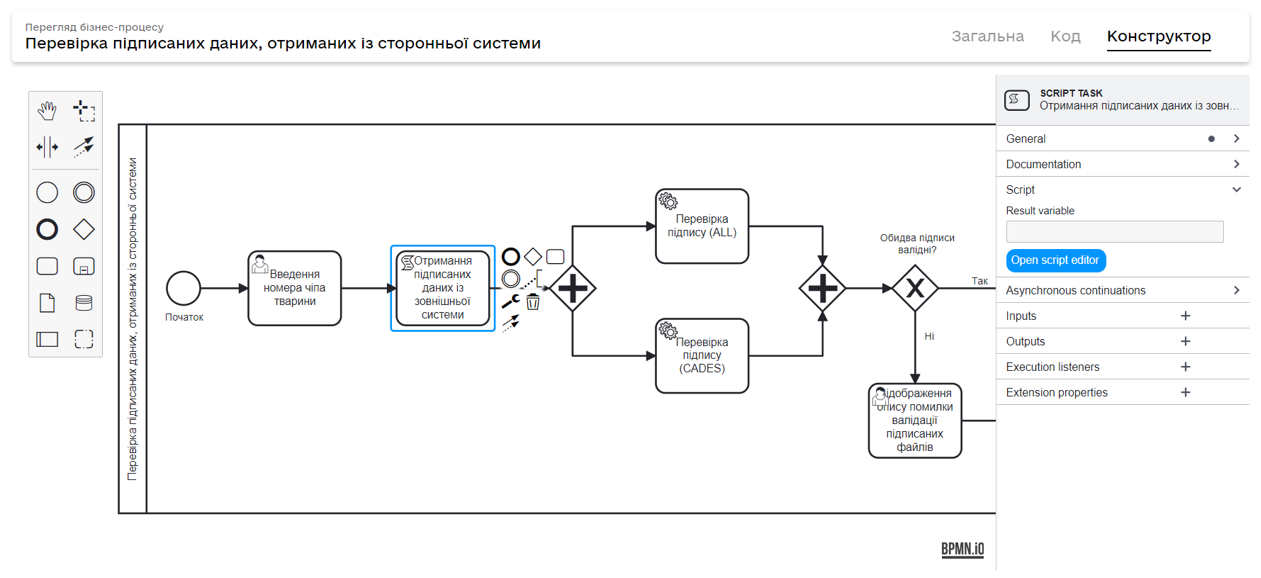 Перегляд бізнес-процесу
Перевірка підписаних даних, отриманих із сторонньої системи
Загальна
Код
Конструктор
Перевірка підписаних даних, отриманих із сторонньої системи
Початок
Введення
номера чіпа
тварини
Отримання
підписаних
даних із
зовнішньої
системи
Перевірка
підпису (ALL)
Перевірка
підпису
(CADES)
Обидва підписи
валідні?
Так
Ні
ідображення
опису помилки
валідації
підписаних
файлів
BPMN.iO
SCRIPT TASK
Отримання підписаних даних із зовн...
General
Documentation
Script
Result variable
Open script editor
Asynchronous continuations
Inputs
Outputs
Execution listeners
Extension properties